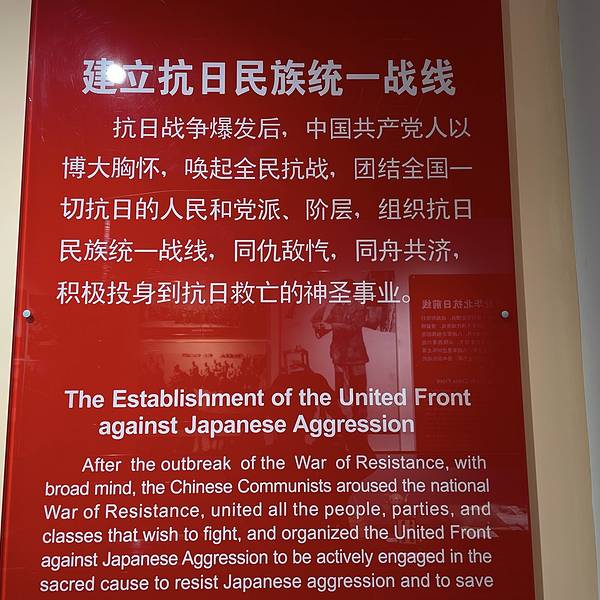 建立抗日民族统一战线
抗日战争爆发后，中国共产党人以
博大胸怀，唤起全民抗战，团结全国一
切抗日的人民和党派、阶层，组织抗日
民族统一战线，同仇敌忾，同舟共济，
积极投身到抗日救亡的神圣事业。
The Establishment of the United Front
against Japanese Aggression
After the outbreak of the War of Resistance, with
broad mind, the Chinese Communists aroused the national
War of Resistance, united all the people, parties, and
classes that wish to fight, and organized the United Front
against Japanese Aggression to be actively engaged in the
sacred cause to resist Japanese aggression and to save